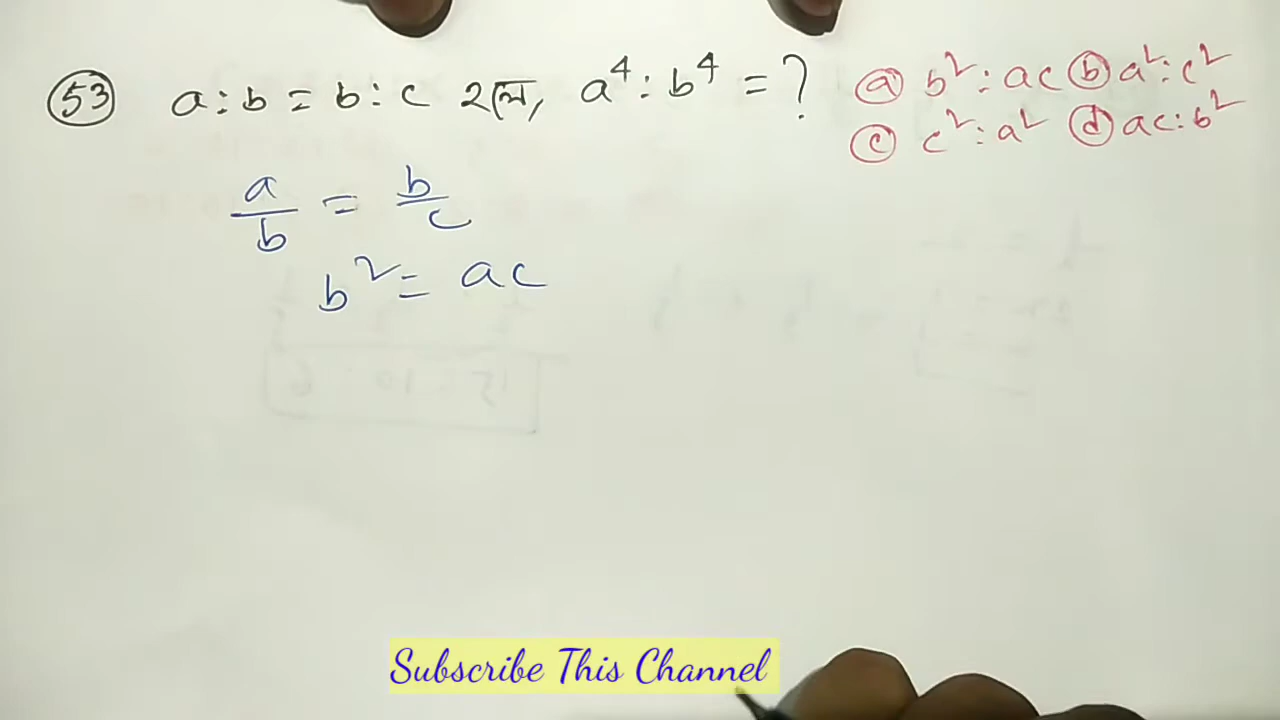 (53) a : b = b : c হলে, a⁴ : b⁴ = ?
(a) b² : ac (b) a² : c²
(c) c² : a² (d) ac : b²
a/b = b/c
b² = ac
Subscribe This Channel